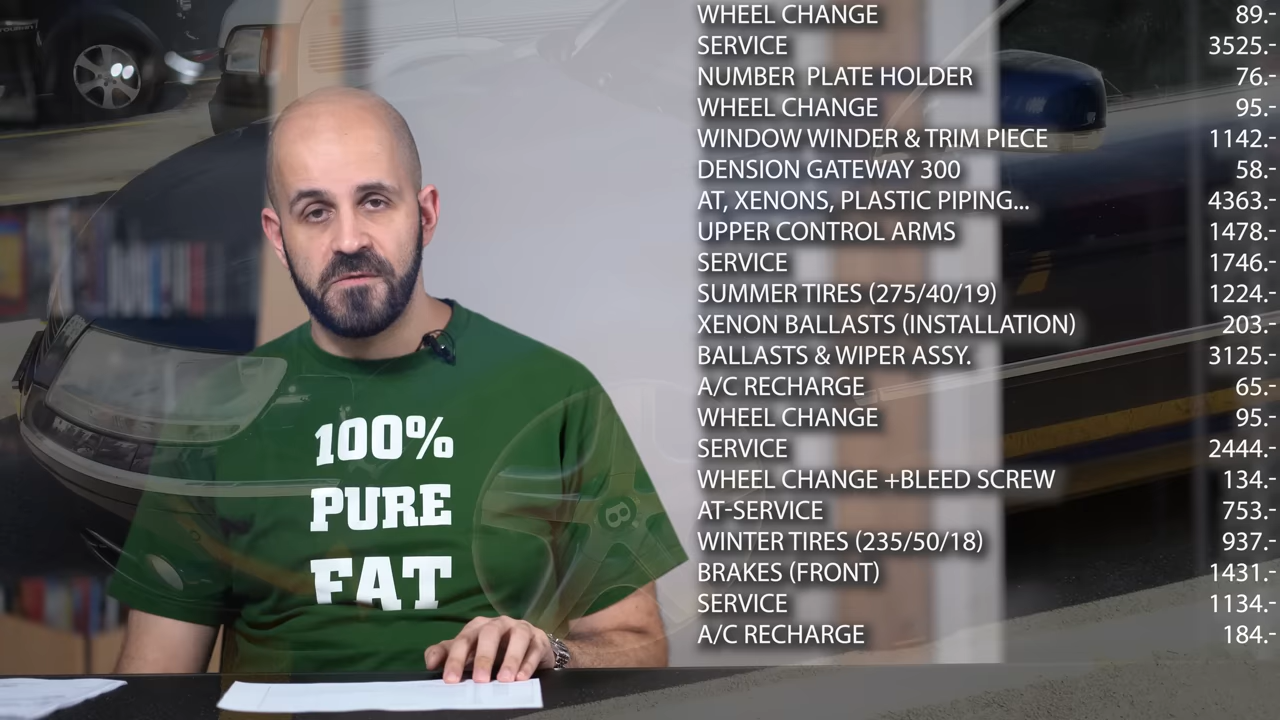 WHEEL CHANGE 89.-
SERVICE 3525.-
NUMBER PLATE HOLDER 76.-
WHEEL CHANGE 95.-
WINDOW WINDER & TRIM PIECE 1142.-
DENSION GATEWAY 300 58.-
AT, XENONS, PLASTIC PIPING... 4363.-
UPPER CONTROL ARMS 1478.-
SERVICE 1746.-
SUMMER TIRES (275/40/19) 1224.-
XENON BALLASTS (INSTALLATION) 203.-
BALLASTS & WIPER ASSY. 3125.-
A/C RECHARGE 65.-
WHEEL CHANGE 95.-
SERVICE 2444.-
WHEEL CHANGE +BLEED SCREW 134.-
AT-SERVICE 753.-
WINTER TIRES (235/50/18) 937.-
BRAKES (FRONT) 1431.-
SERVICE 1134.-
A/C RECHARGE 184.-
100%
PURE
FAT
B